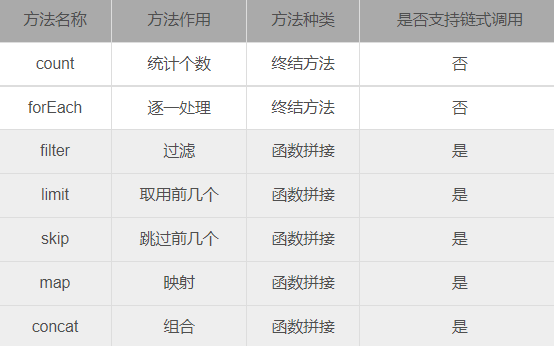 方法名称 方法作用 方法种类 是否支持链式调用
count 统计个数 终结方法 否
forEach 逐一处理 终结方法 否
filter 过滤 函数拼接 是
limit 取用前几个 函数拼接 是
skip 跳过前几个 函数拼接 是
map 映射 函数拼接 是
concat 组合 函数拼接 是